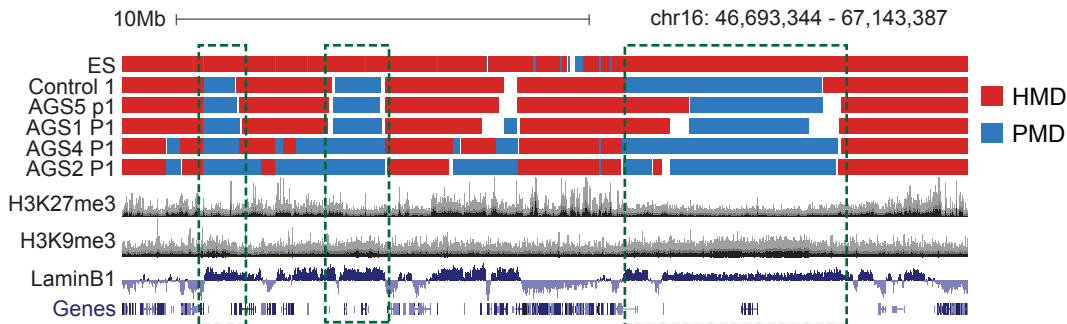 10Mb
chr16: 46,693,344 - 67,143,387
ES
Control 1
AGS5 p1
AGS1 P1
AGS4 P1
AGS2 P1
HMD
PMD
H3K27me3
H3K9me3
LaminB1
Genes